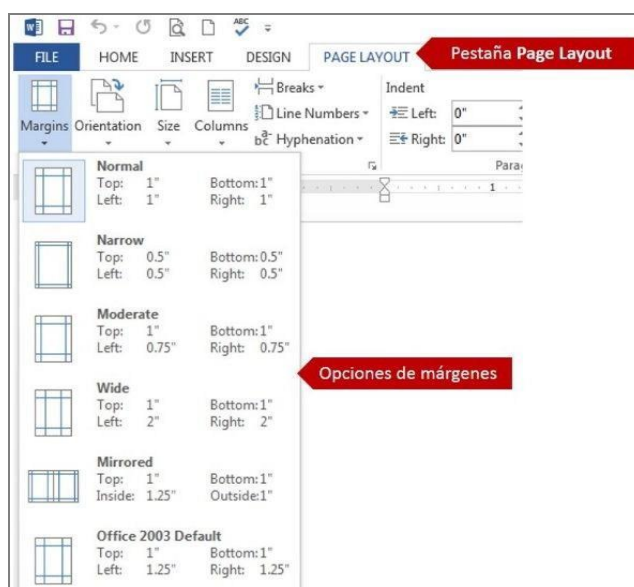 ABC
FILE HOME INSERT DESIGN PAGE LAYOUT Pestaña Page Layout
Margins Orientation Size Columns
Breaks
Line Numbers
Hyphenation
Indent
Left: 0"
Right: 0"
Para
1
Normal
Top: 1" Bottom: 1"
Left: 1" Right: 1"
Narrow
Top: 0.5" Bottom: 0.5"
Left: 0.5" Right: 0.5"
Moderate
Top: 1" Bottom: 1"
Left: 0.75" Right: 0.75"
Opciones de márgenes
Wide
Top: 1" Bottom: 1"
Left: 2" Right: 2"
Mirrored
Top: 1" Bottom: 1"
Inside: 1.25" Outside: 1"
Office 2003 Default
Top: 1" Bottom: 1"
Left: 1.25" Right: 1.25"